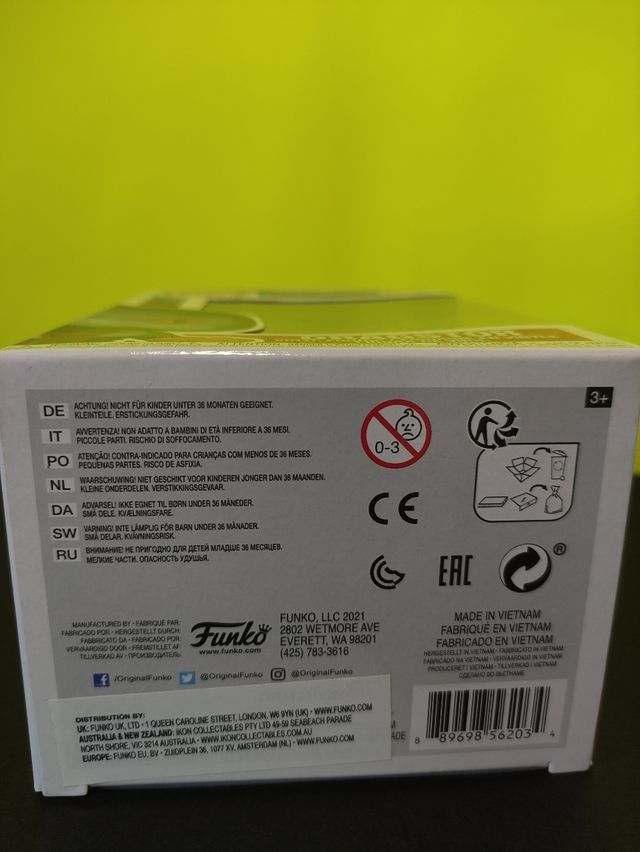 3+
DE ACHTUNG! NICHT FÜR KINDER UNTER 36 MONATEN GEEIGNET.
KLEINTEILE. ERSTICKUNGSGEFAHR.
IT AVVERTENZA! NON ADATTO A BAMBINI DI ETÀ INFERIORE A 36 MESI.
PICCOLE PARTI. RISCHIO DI SOFFOCAMENTO.
PO ATENÇÃO! CONTRA-INDICADO PARA CRIANÇAS COM MENOS DE 36 MESES.
PEQUENAS PARTES. RISCO DE ASFIXIA.
NL WAARSCHUWING! NIET GESCHIKT VOOR KINDEREN JONGER DAN 36 MAANDEN.
KLEINE ONDERDELEN. VERSTIKKINGSGEVAAR.
DA ADVARSEL! IKKE EGNET TIL BØRN UNDER 36 MÅNEDER.
SMÅ DELE. KVÆLNINGSFARE.
SW VARNING! INTE LÄMPLIG FÖR BARN UNDER 36 MÅNADER.
SMÅ DELAR. KVÄVNINGSRISK.
RU ВНИМАНИЕ! НЕ ПРИГОДНО ДЛЯ ДЕТЕЙ МЛАДШЕ 36 МЕСЯЦЕВ.
МЕЛКИЕ ЧАСТИ. ОПАСНОСТЬ УДУШЬЯ.
0-3
CE
EAC
®
MANUFACTURED BY • FABRIQUÉ PAR:
FABRICADO POR • HERGESTELLT DURCH:
FABBRICATO DA • FABRICADO POR:
VERVAARDIGD DOOR • FREMSTILLET AF:
TILLVERKAD AV • ПРОИЗВОДИТЕЛЬ
Funko
www.funko.com
FUNKO, LLC 2021
2802 WETMORE AVE
EVERETT, WA 98201
(425) 783-3616
/OriginalFunko @OriginalFunko @OriginalFunko
MADE IN VIETNAM
FABRIQUÉ EN VIETNAM
FABRICADO EN VIETNAM
HERGESTELLT IN VIETNAM • FABBRICATO IN VIETNAM
FABRICADO NA VIETNAM • VERVAARDIGD IN VIETNAM
PRODUCERET I VIETNAM • TILLVERKAD I VIETNAM
СДЕЛАНО ВО ВЬЕТНАМЕ
DISTRIBUTION BY:
UK: FUNKO UK, LTD • 1 QUEEN CAROLINE STREET, LONDON, W6 9YN (UK) • WWW.FUNKO.COM
AUSTRALIA & NEW ZEALAND: IKON COLLECTABLES PTY LTD 49-59 SEABEACH PARADE
NORTH SHORE, VIC 3214 AUSTRALIA • WWW.IKONCOLLECTABLES.COM.AU
EUROPE: FUNKO EU, BV • ZUIDPLEIN 36, 1077 XV, AMSTERDAM (NL) • WWW.FUNKO.COM
8 89698 56203 4